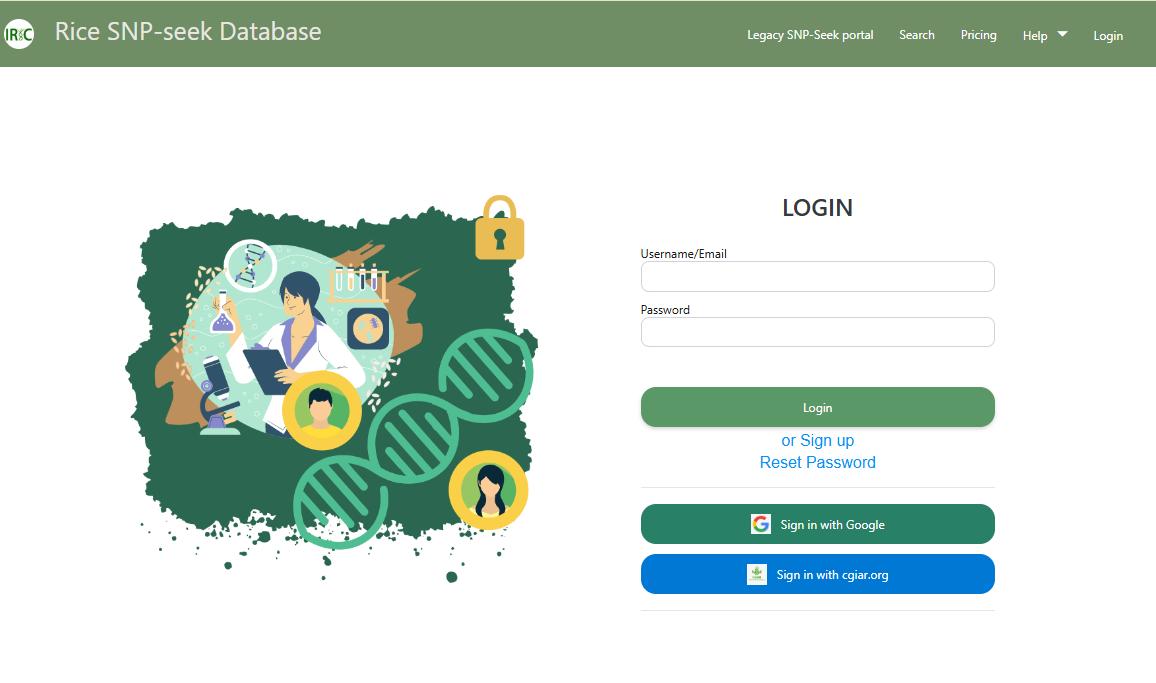 IRIC
Rice SNP-seek Database
Legacy SNP-Seek portal
Search
Pricing
Help
Login
LOGIN
Username/Email
Password
Login
or Sign up
Reset Password
Sign in with Google
Sign in with cgiar.org